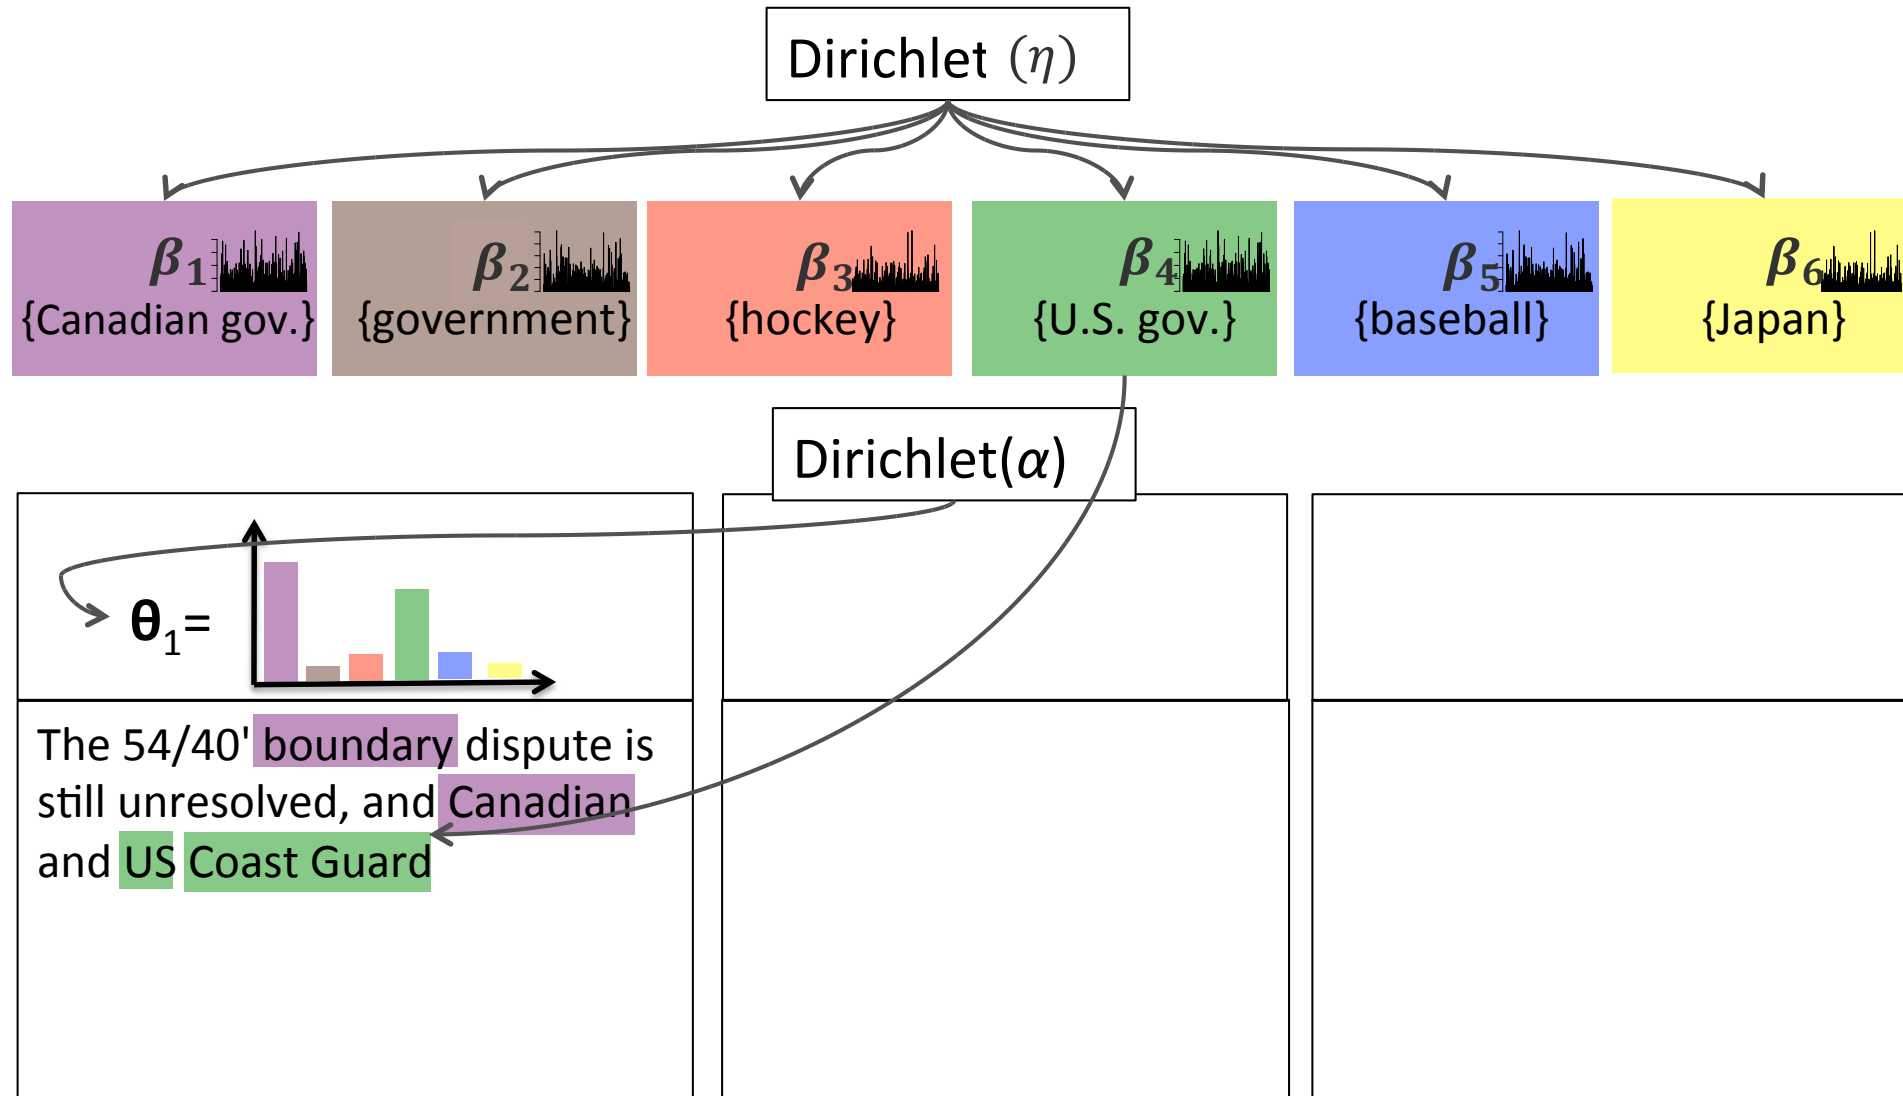 Dirichlet (η)
β1 β2 β3 β4 β5 β6
{Canadian gov.} {government} {hockey} {U.S. gov.} {baseball} {Japan}
Dirichlet(α)
θ1=
The 54/40' boundary dispute is
still unresolved, and Canadian
and US Coast Guard